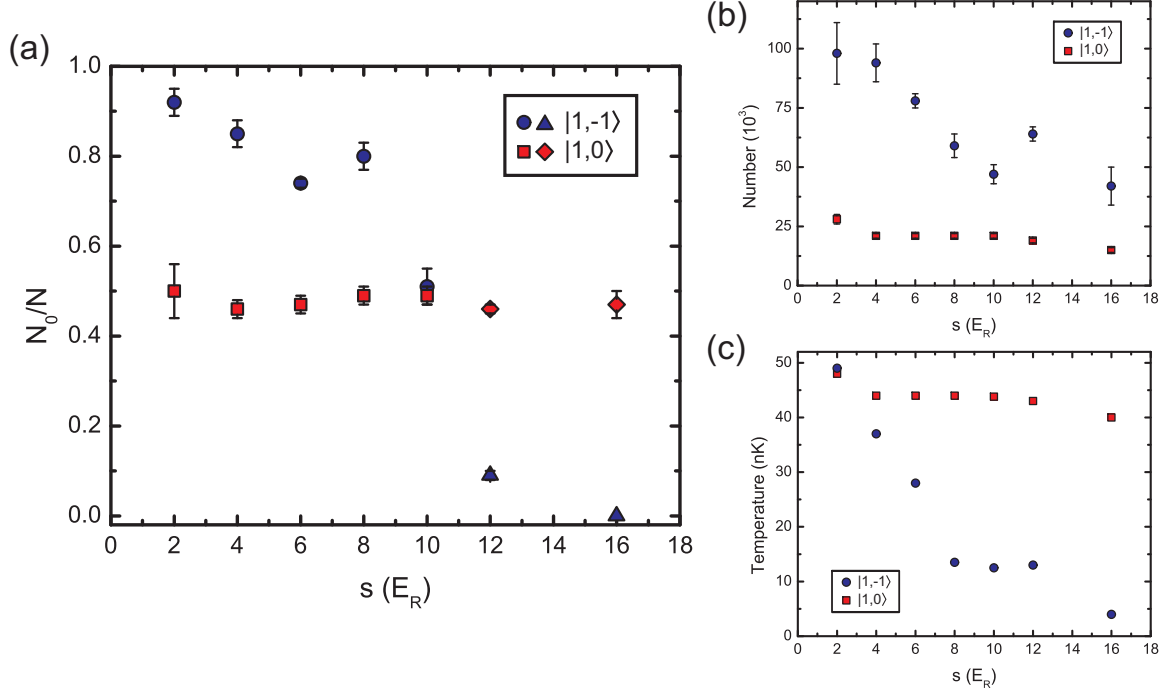 (a)
1.0
0.8
0.6
0.4
0.2
0.0
N₀/N
|1,-1⟩
|1,0⟩
0 2 4 6 8 10 12 14 16 18
s (E_R)
(b)
100
75
50
25
0
Number (10³)
|1,-1⟩
|1,0⟩
0 2 4 6 8 10 12 14 16 18
s (E_R)
(c)
50
40
30
20
10
0
Temperature (nK)
|1,-1⟩
|1,0⟩
0 2 4 6 8 10 12 14 16 18
s (E_R)